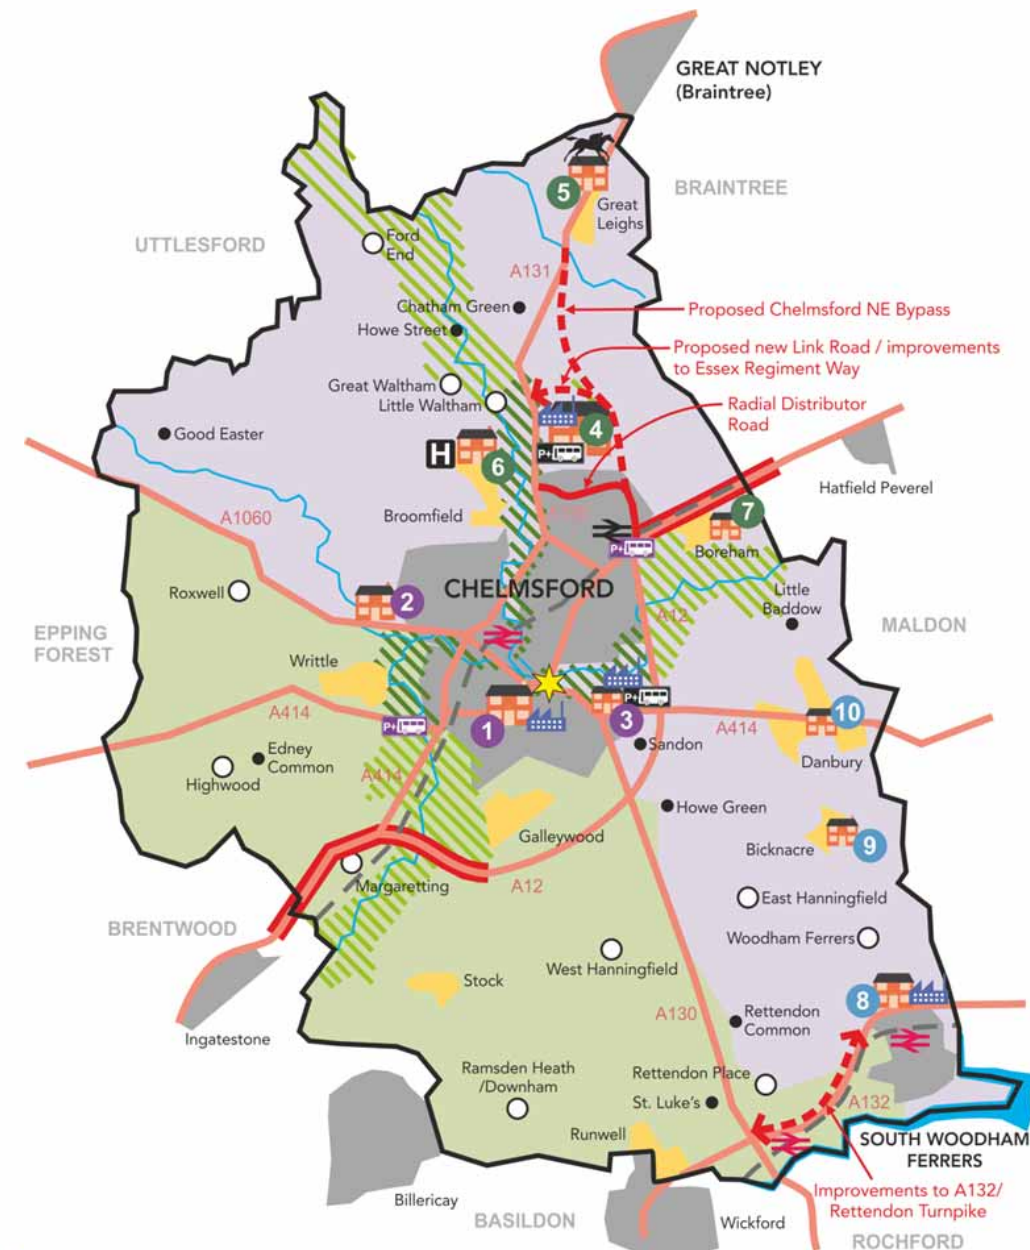 GREAT NOTLEY
(Braintree)
BRAINTREE
5
Great
Leighs
UTTLESFORD
Ford
End
A131
Chatham Green
Howe Street
Proposed Chelmsford NE Bypass
Proposed new Link Road / improvements
to Essex Regiment Way
Great Waltham
Little Waltham
Radial Distributor
Road
4
Good Easter
H
6
P+
Hatfield Peverel
A1060
Broomfield
7
P+
Boreham
CHELMSFORD
Roxwell
2
Little
Baddow
A12
EPPING
FOREST
MALDON
Writtle
A414
P+
1
P+
3
A414
10
Sandon
Danbury
Edney
Common
Highwood
A414
Howe Green
Galleywood
Bicknacre
9
Margaretting
A12
East Hanningfield
BRENTWOOD
Woodham Ferrers
West Hanningfield
Stock
8
A130
Rettendon
Common
Ingatestone
Ramsden Heath
/Downham
Rettendon Place
St. Luke's
A132
Runwell
SOUTH WOODHAM
FERRERS
Improvements to A132/
Rettendon Turnpike
Billericay
BASILDON
Wickford
ROCHFORD